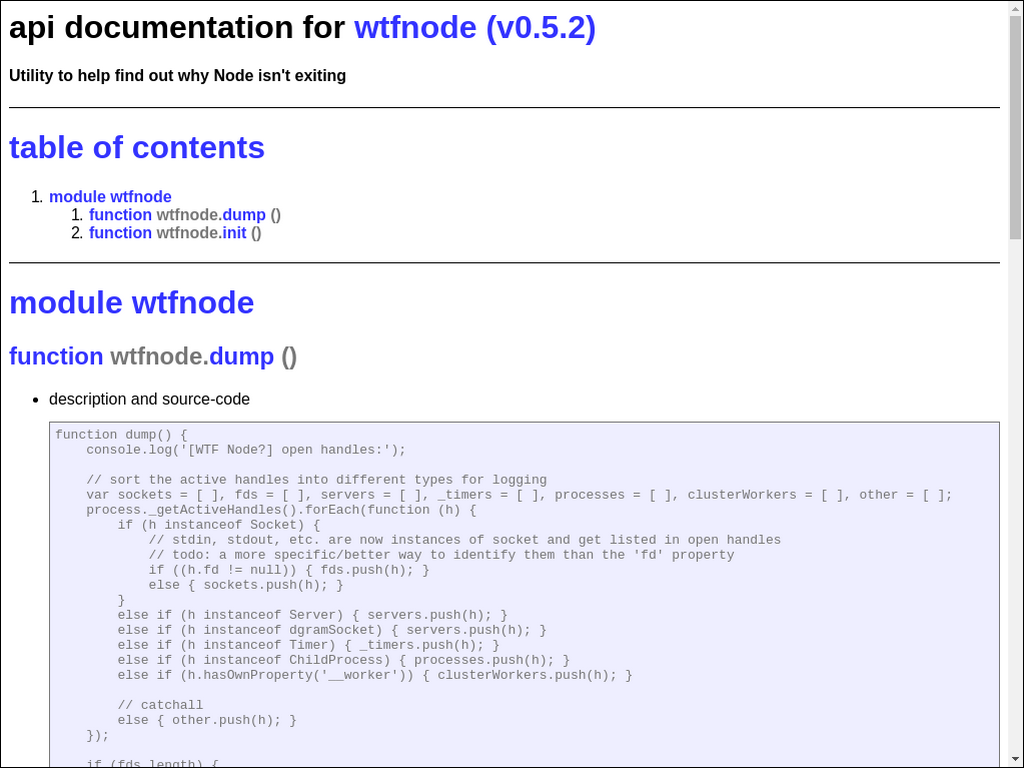 api documentation for wtfnode (v0.5.2)
Utility to help find out why Node isn't exiting
table of contents
1. module wtfnode
1. function wtfnode.dump ()
2. function wtfnode.init ()
module wtfnode
function wtfnode.dump ()
• description and source-code
function dump() {
    console.log('[WTF Node?] open handles:');
    // sort the active handles into different types for logging
    var sockets = [ ], fds = [ ], servers = [ ], _timers = [ ], processes = [ ], clusterWorkers = [ ], other = [ ];
    process._getActiveHandles().forEach(function (h) {
        if (h instanceof Socket) {
            // stdin, stdout, etc. are now instances of socket and get listed in open handles
            // todo: a more specific/better way to identify them than the 'fd' property
            if ((h.fd != null)) { fds.push(h); }
            else { sockets.push(h); }
        }
        else if (h instanceof Server) { servers.push(h); }
        else if (h instanceof dgramSocket) { servers.push(h); }
        else if (h instanceof Timer) { _timers.push(h); }
        else if (h instanceof ChildProcess) { processes.push(h); }
        else if (h.hasOwnProperty('__worker')) { clusterWorkers.push(h); }
        // catchall
        else { other.push(h); }
    });
    if (fds.length) {